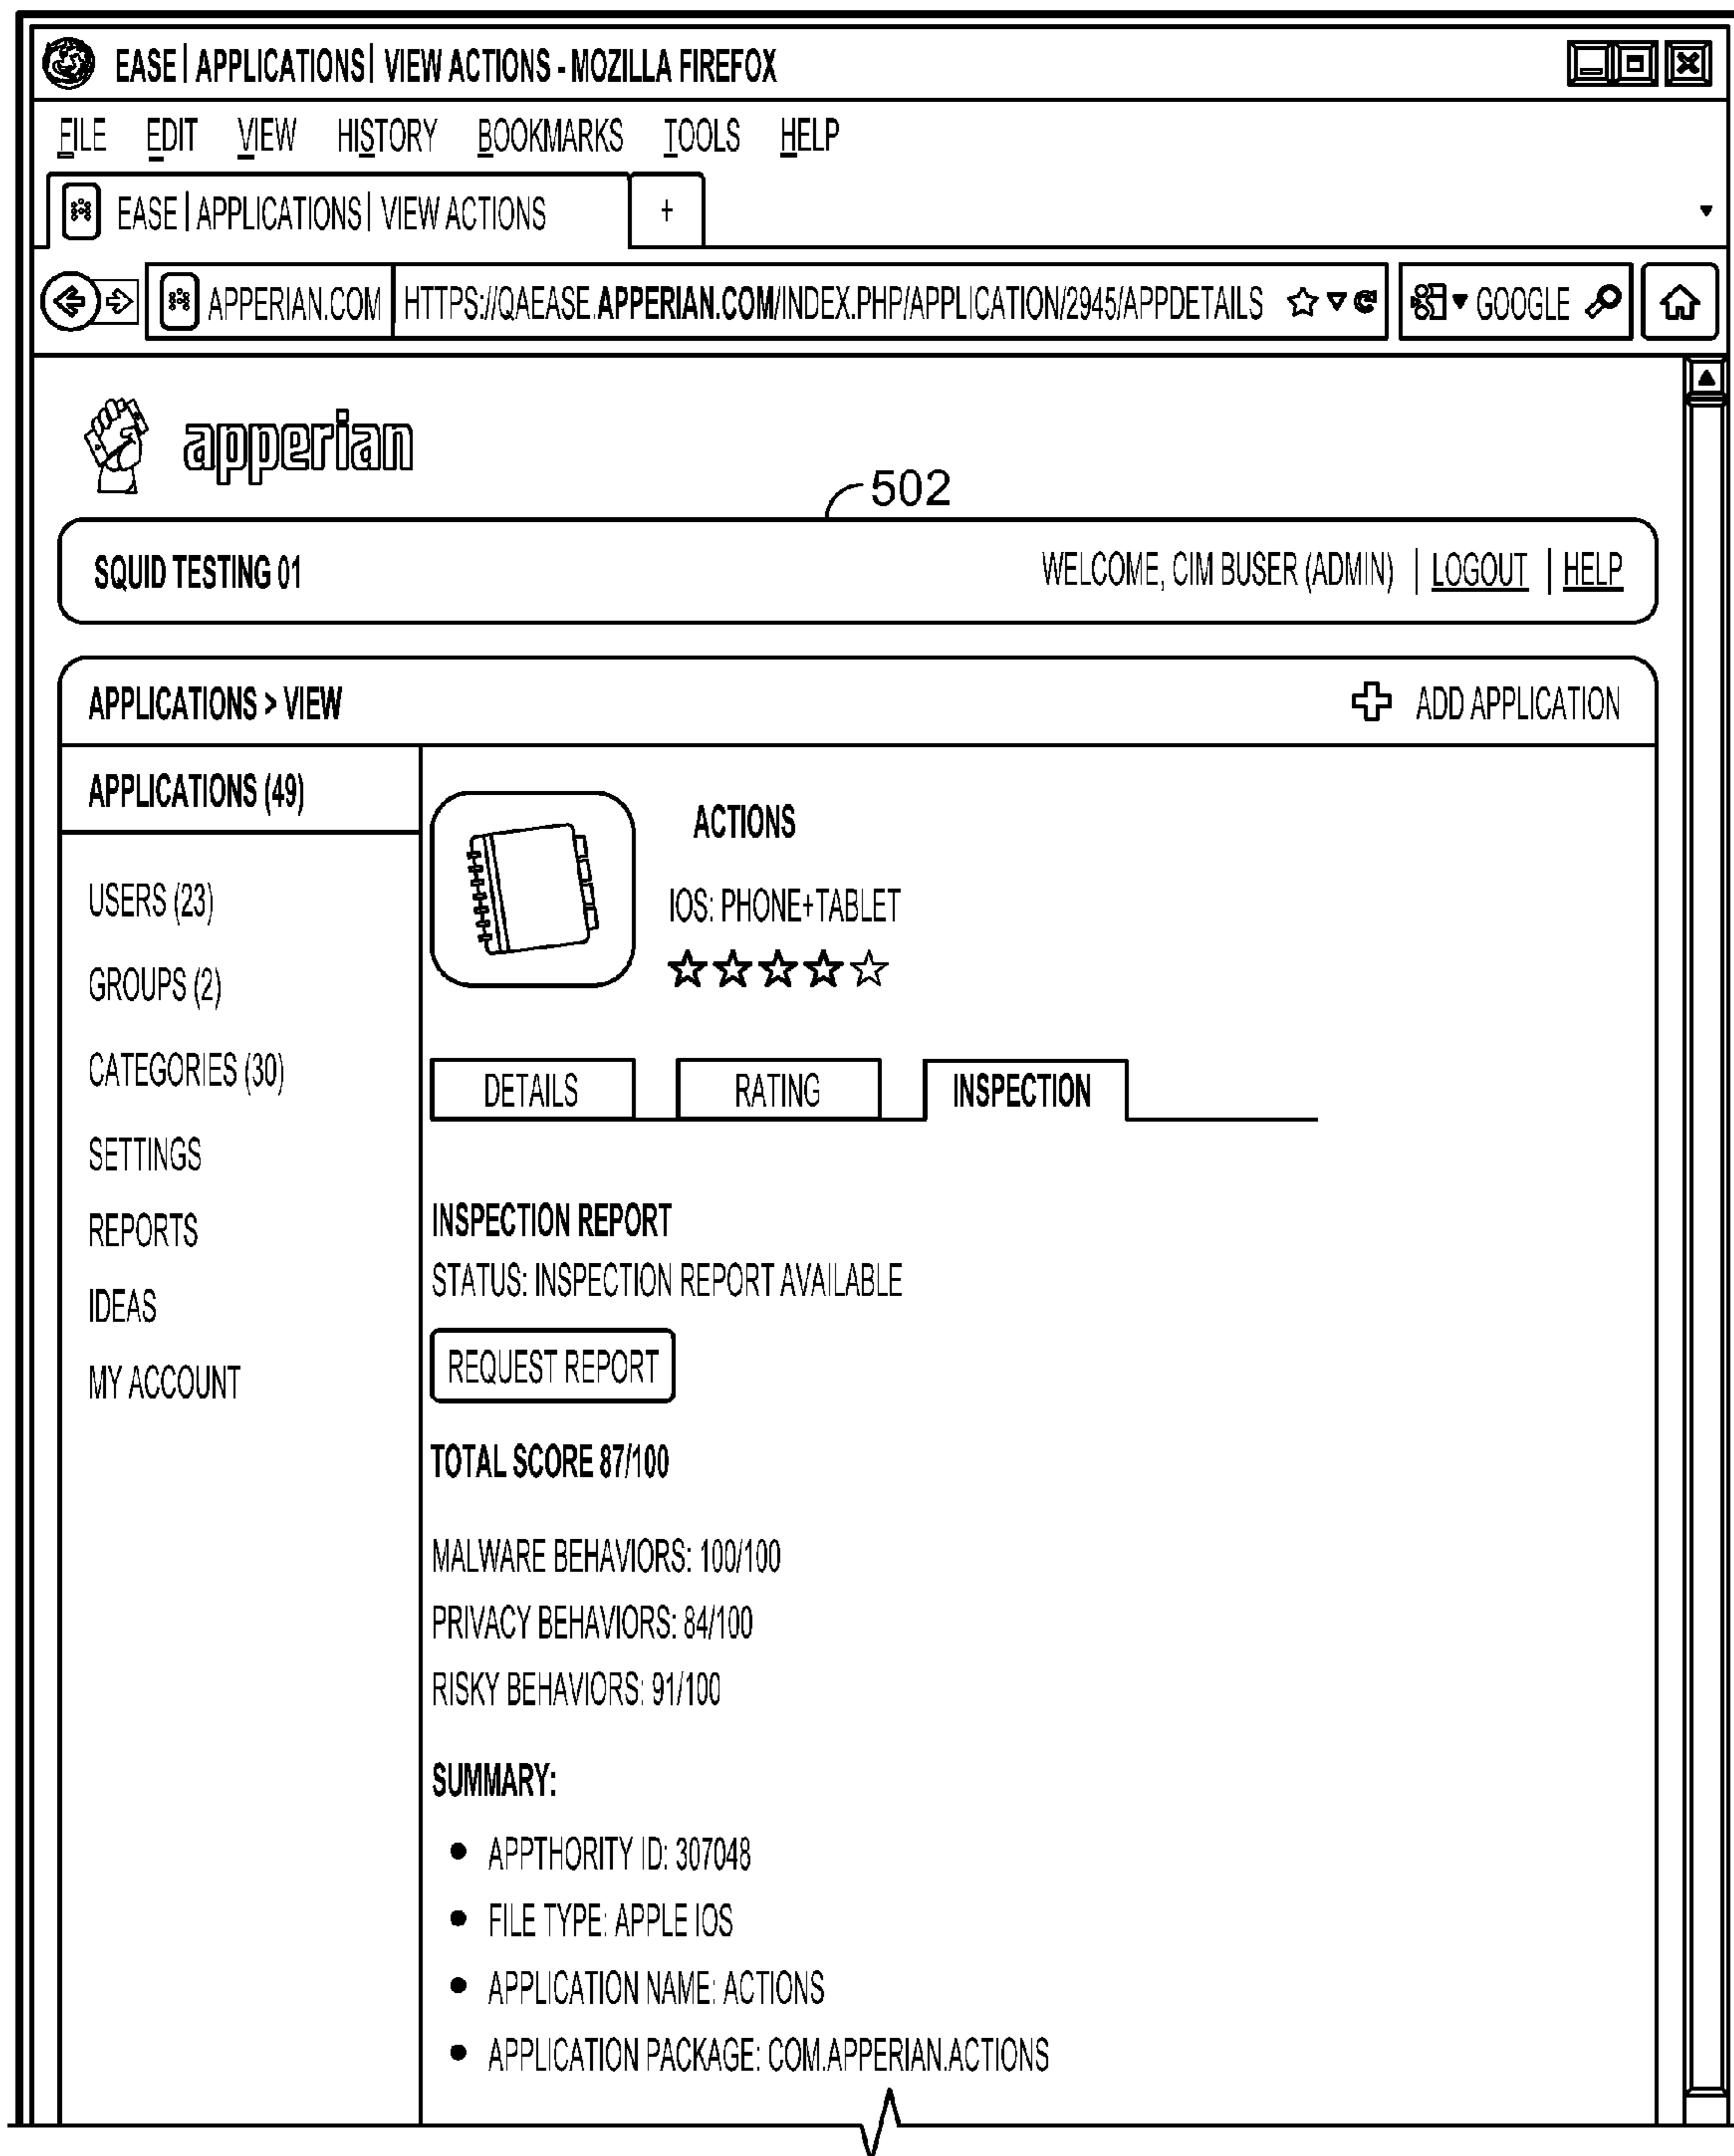 EASE | APPLICATIONS | VIEW ACTIONS - MOZILLA FIREFOX
FILE EDIT VIEW HISTORY BOOKMARKS TOOLS HELP
EASE | APPLICATIONS | VIEW ACTIONS +
APPERIAN.COM HTTPS://QAEASE.APPERIAN.COM/INDEX.PHP/APPLICATION/2945/APPDETAILS GOOGLE
apperian
502
SQUID TESTING 01 WELCOME, CIM BUSER (ADMIN) | LOGOUT | HELP
APPLICATIONS > VIEW ADD APPLICATION
APPLICATIONS (49)
USERS (23)
GROUPS (2)
CATEGORIES (30)
SETTINGS
REPORTS
IDEAS
MY ACCOUNT
ACTIONS
IOS: PHONE+TABLET
DETAILS RATING INSPECTION
INSPECTION REPORT
STATUS: INSPECTION REPORT AVAILABLE
REQUEST REPORT
TOTAL SCORE 87/100
MALWARE BEHAVIORS: 100/100
PRIVACY BEHAVIORS: 84/100
RISKY BEHAVIORS: 91/100
SUMMARY:
• APPTHORITY ID: 307048
• FILE TYPE: APPLE IOS
• APPLICATION NAME: ACTIONS
• APPLICATION PACKAGE: COM.APPERIAN.ACTIONS